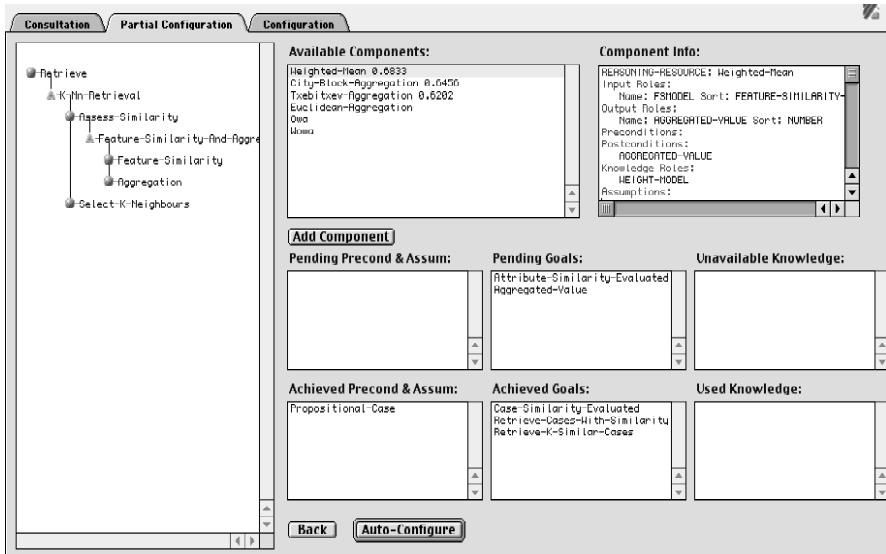 Consultation
Partial Configuration
Configuration
Retrieve
K-Nn-Retrieval
Assess-Similarity
Feature-Similarity-And-Aggre
Feature-Similarity
Aggregation
Select-K-Neighbours
Available Components:
Weighted-Mean 0.6833
City-Block-Aggregation 0.6456
Txebitxev-Aggregation 0.6202
Euclidean-Aggregation
Owa
Wowa
Component Info:
REASONING-RESOURCE: Weighted-Mean
Input Roles:
Name: FSMODEL Sort: FEATURE-SIMILARITY-
Output Roles:
Name: AGGREGATED-VALUE Sort: NUMBER
Preconditions:
Postconditions:
AGGREGATED-VALUE
Knowledge Roles:
WEIGHT-MODEL
Assumptions:
Add Component
Pending Precond & Assum:
Pending Goals:
Attribute-Similarity-Evaluated
Aggregated-Value
Unavailable Knowledge:
Achieved Precond & Assum:
Propositional-Case
Achieved Goals:
Case-Similarity-Evaluated
Retrieve-Cases-With-Similarity
Retrieve-K-Similar-Cases
Used Knowledge:
Back
Auto-Configure